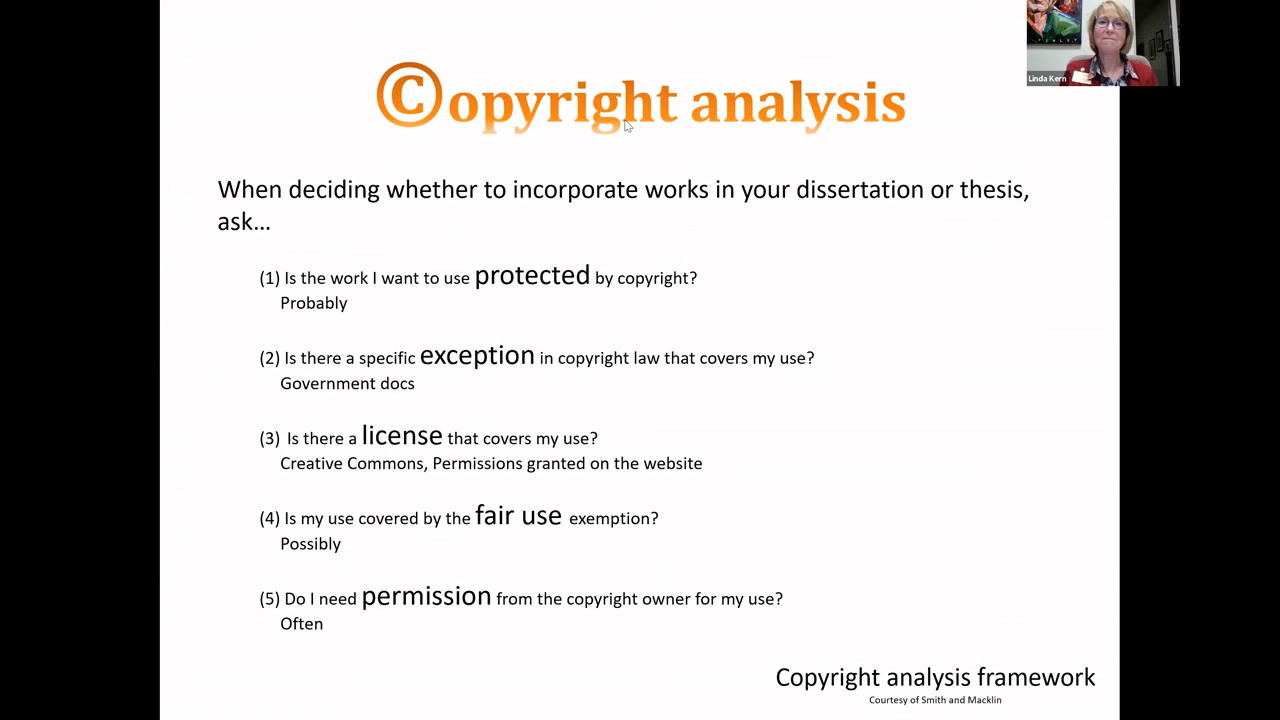 ©opyright analysis
Linda Kern
When deciding whether to incorporate works in your dissertation or thesis,
ask...
(1) Is the work I want to use protected by copyright?
Probably
(2) Is there a specific exception in copyright law that covers my use?
Government docs
(3) Is there a license that covers my use?
Creative Commons, Permissions granted on the website
(4) Is my use covered by the fair use exemption?
Possibly
(5) Do I need permission from the copyright owner for my use?
Often
Copyright analysis framework
Courtesy of Smith and Macklin